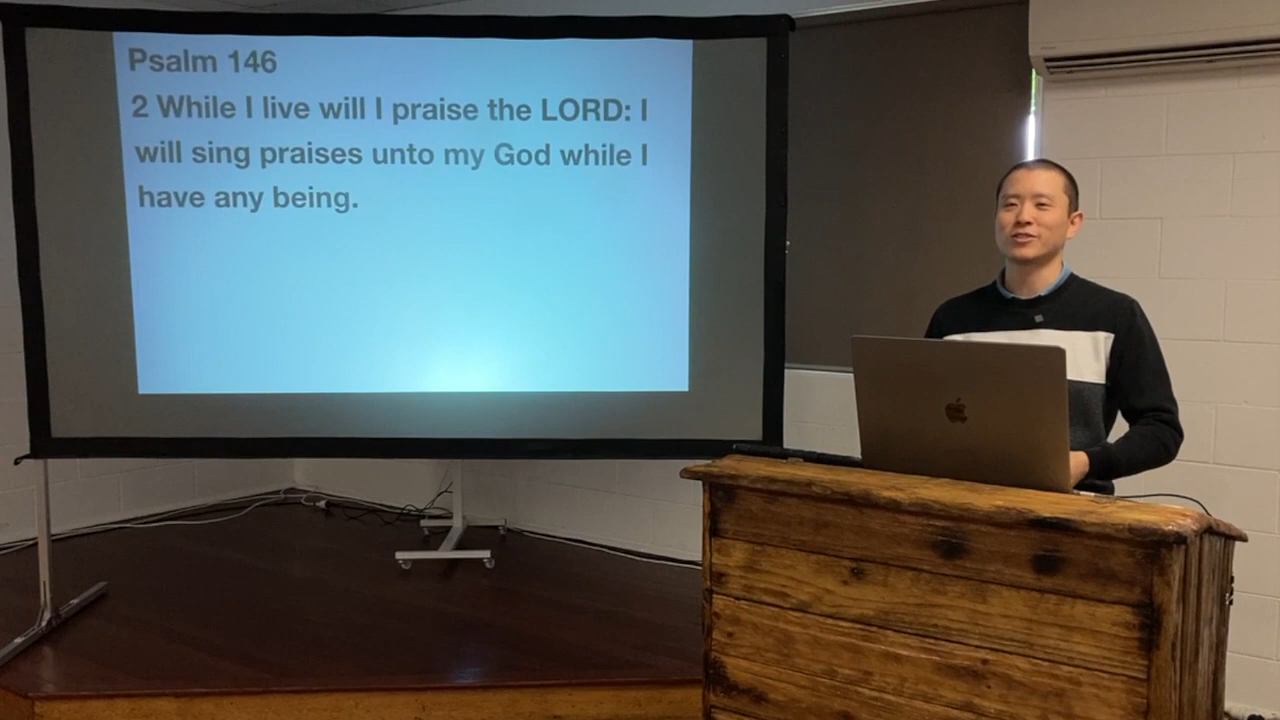 Psalm 146
2 While I live will I praise the LORD: I
will sing praises unto my God while I
have any being.